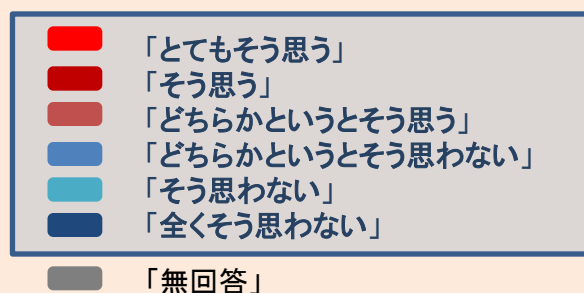 「とてもそう思う」
「そう思う」
「どちらかというとそう思う」
「どちらかというとそう思わない」
「そう思わない」
「全くそう思わない」
「無回答」